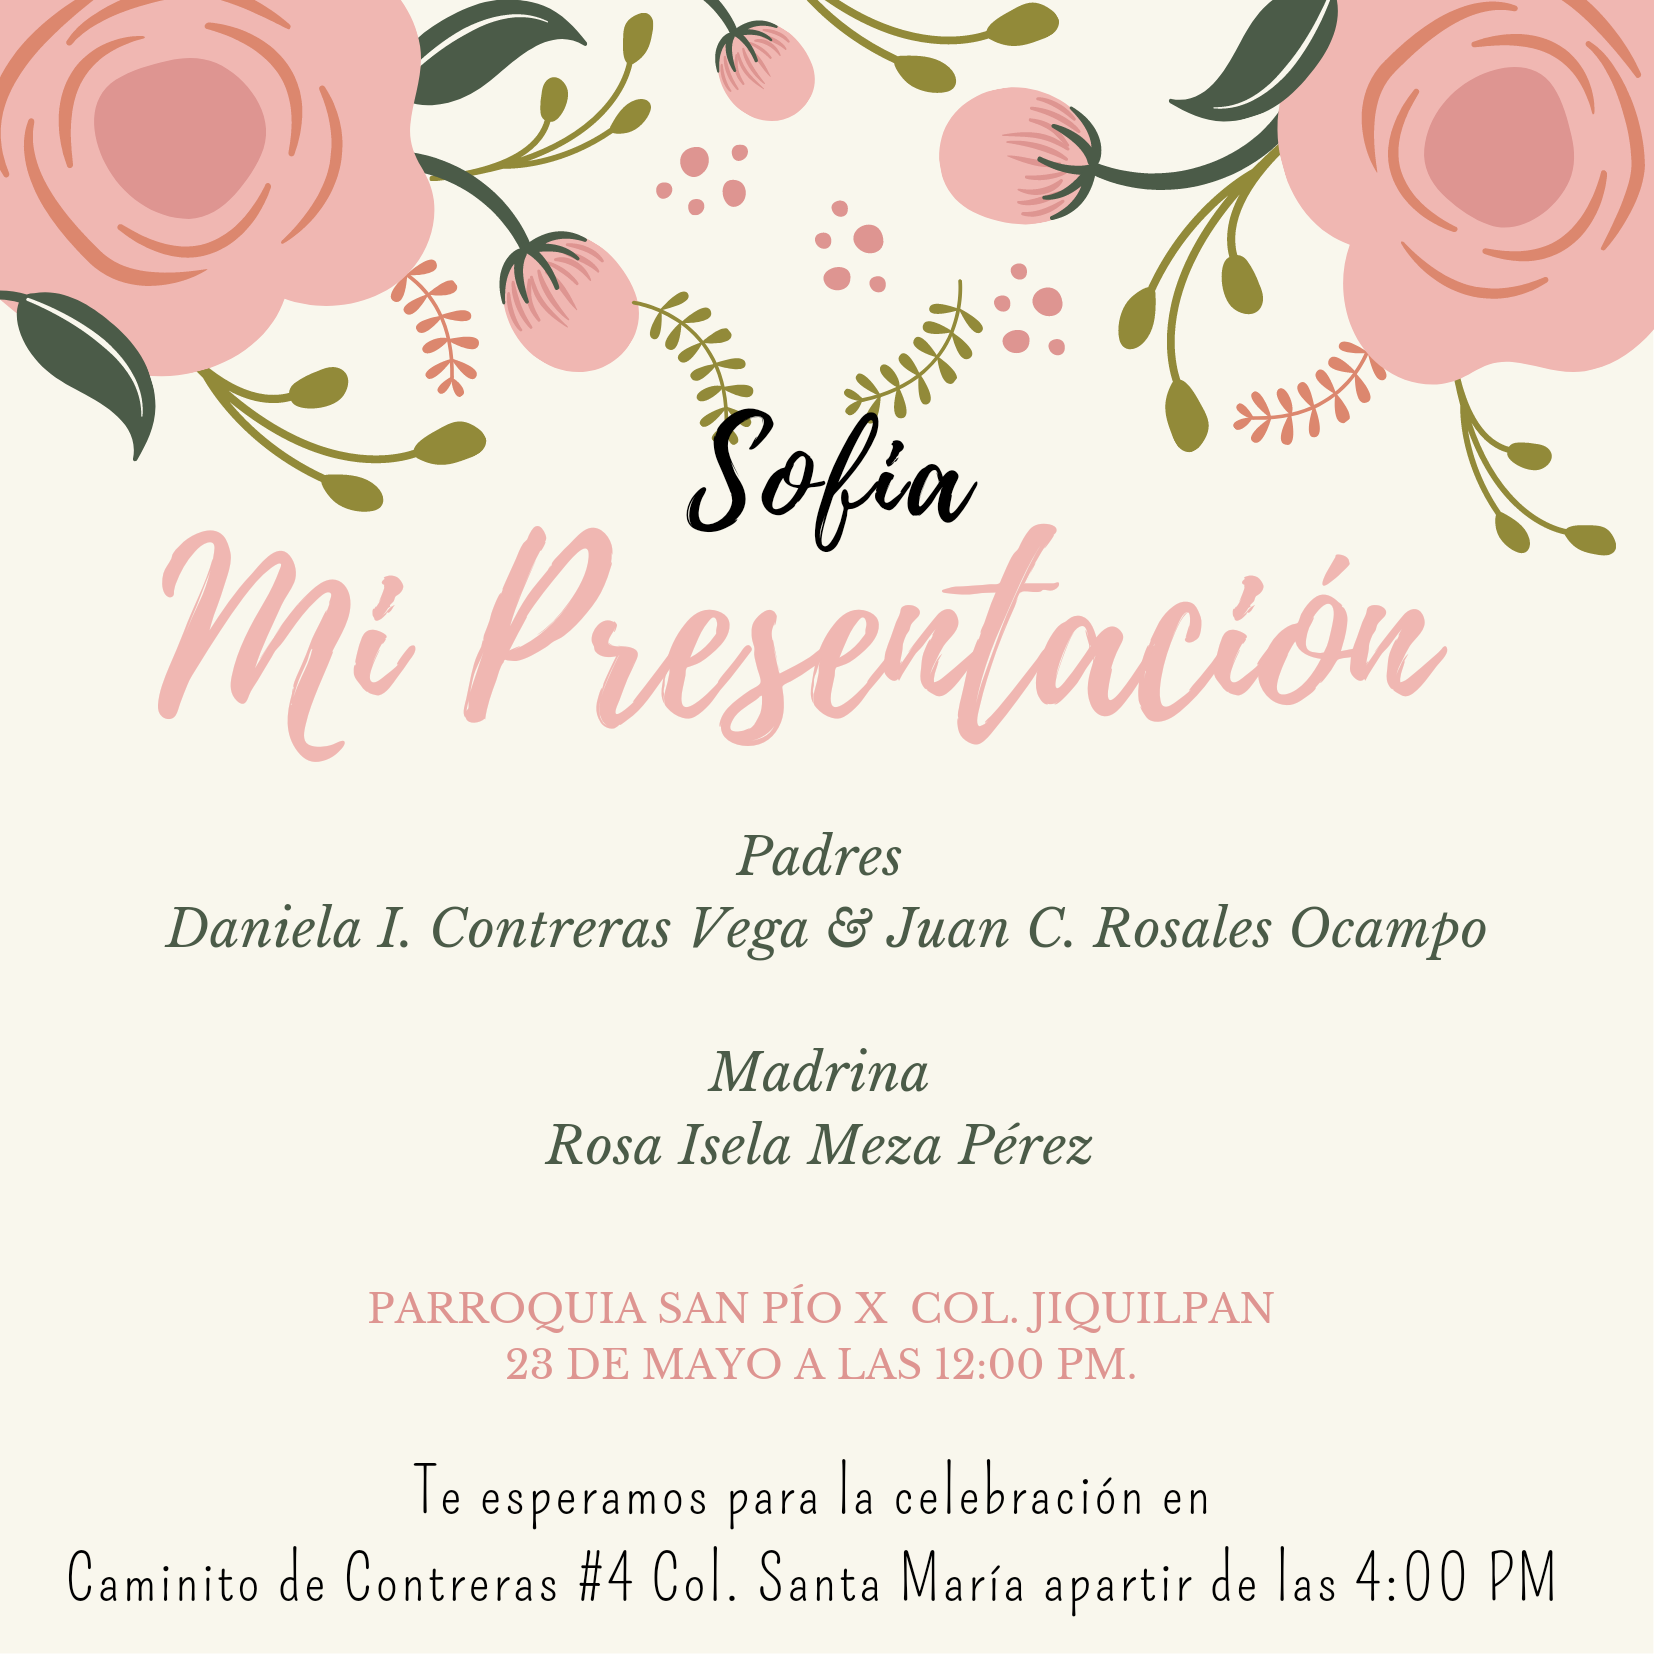 Sofia
Mi Presentación
Padres
Daniela I. Contreras Vega & Juan C. Rosales Ocampo
Madrina
Rosa Isela Meza Pérez
PARROQUIA SAN PÍO X COL. JIQUILPAN
23 DE MAYO A LAS 12:00 PM.
Te esperamos para la celebración en
Caminito de Contreras #4 Col. Santa María apartir de las 4:00 PM